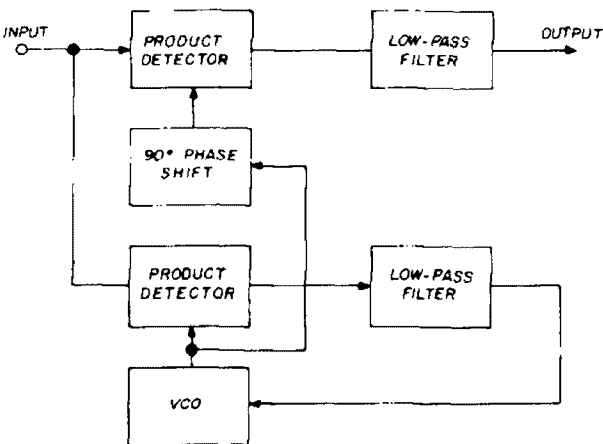 INPUT
PRODUCT
DETECTOR
LOW-PASS
FILTER
OUTPUT
90° PHASE
SHIFT
PRODUCT
DETECTOR
LOW-PASS
FILTER
VCO